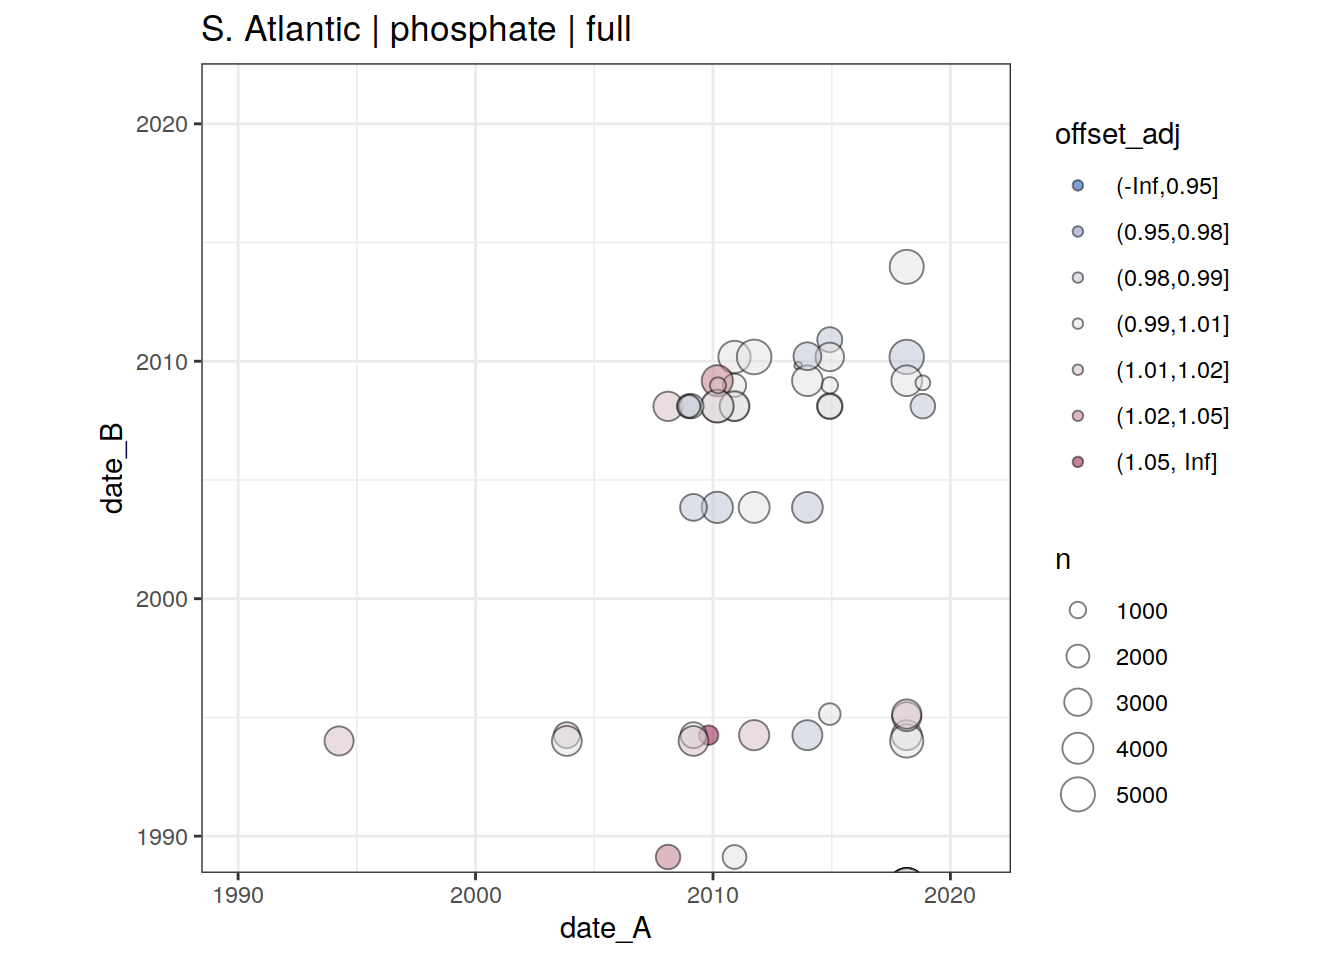 S. Atlantic | phosphate | full
2020
2010
2000
1990
date_B
1990
2000
2010
2020
date_A
offset_adj
(-Inf,0.95]
(0.95,0.98]
(0.98,0.99]
(0.99,1.01]
(1.01,1.02]
(1.02,1.05]
(1.05, Inf]
n
1000
2000
3000
4000
5000